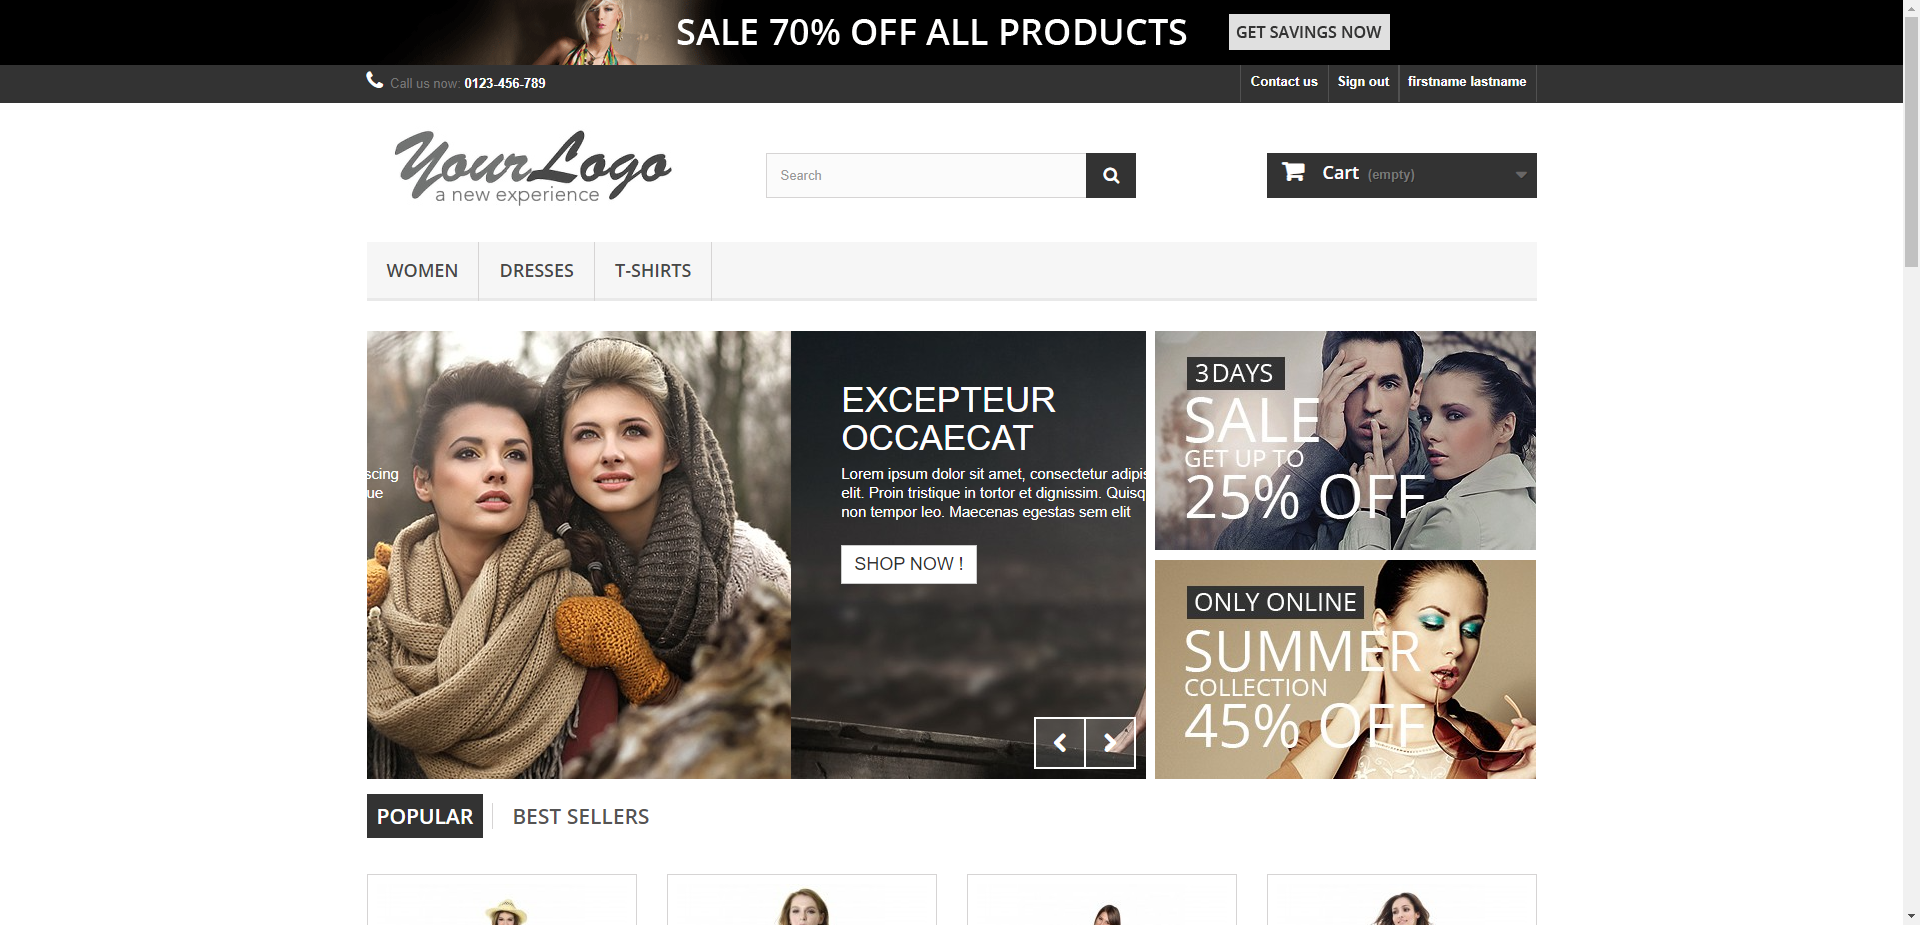 SALE 70% OFF ALL PRODUCTS
GET SAVINGS NOW
Call us now: 0123-456-789
Contact us
Sign out
firstname lastname
YourLogo
a new experience
Search
Cart (empty)
WOMEN
DRESSES
T-SHIRTS
scing
ue
EXCEPTEUR
OCCAECAT
Lorem ipsum dolor sit amet, consectetur adipis
elit. Proin tristique in tortor et dignissim. Quisq
non tempor leo. Maecenas egestas sem elit
SHOP NOW !
3DAYS
SALE
GET UP TO
25% OFF
ONLY ONLINE
SUMMER
COLLECTION
45% OFF
POPULAR
BEST SELLERS